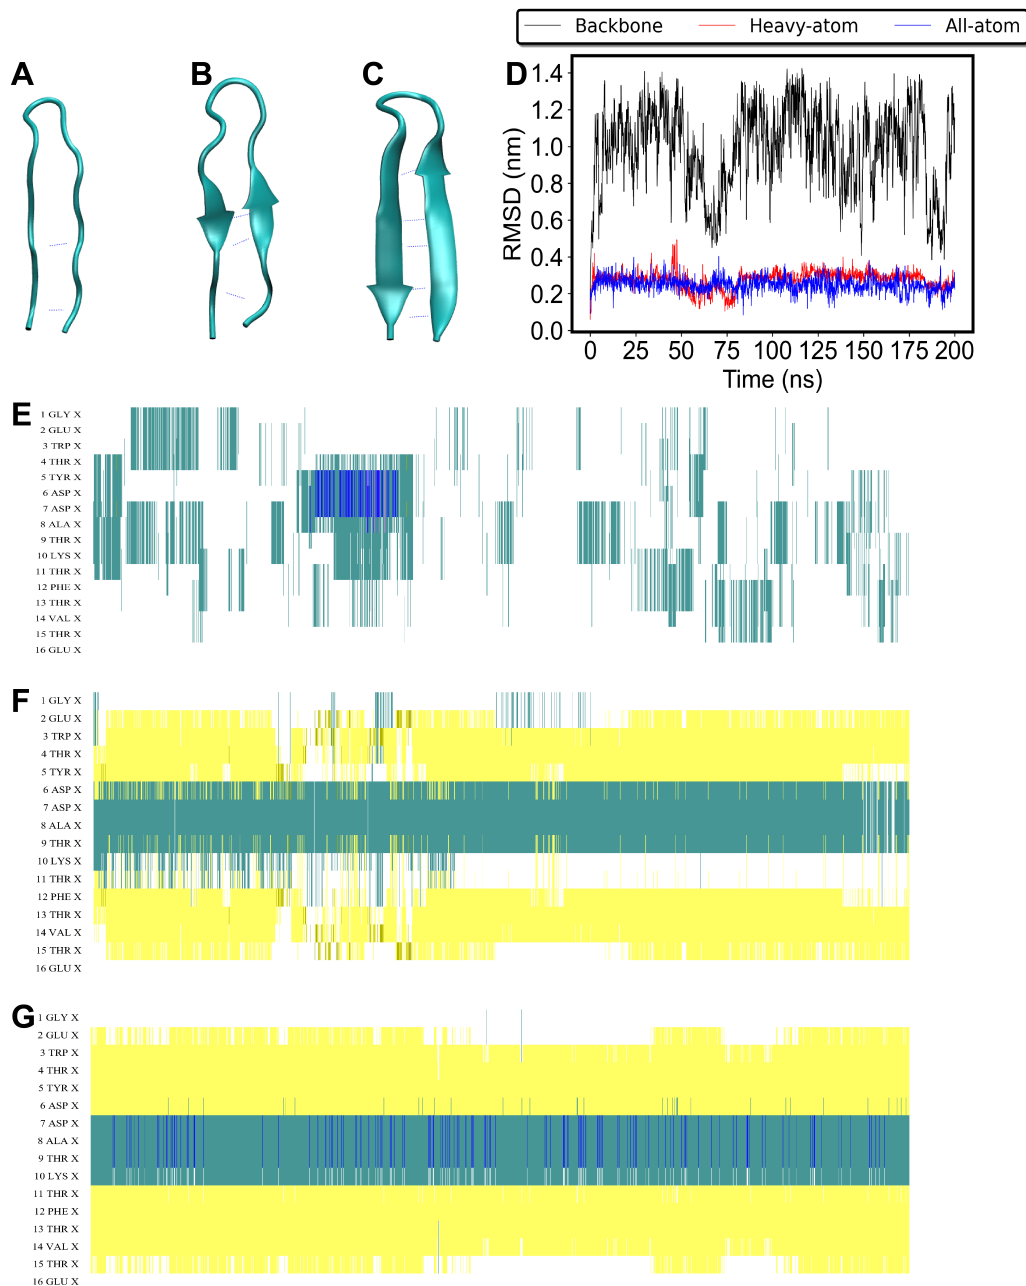 Backbone Heavy-atom All-atom
A B C D
1.4
1.2
1.0
0.8
0.6
0.4
0.2
0.0
RMSD (nm)
0 25 50 75 100 125 150 175 200
Time (ns)
E
1 GLY X
2 GLU X
3 TRP X
4 THR X
5 TYR X
6 ASP X
7 ASP X
8 ALA X
9 THR X
10 LYS X
11 THR X
12 PHE X
13 THR X
14 VAL X
15 THR X
16 GLU X
F
1 GLY X
2 GLU X
3 TRP X
4 THR X
5 TYR X
6 ASP X
7 ASP X
8 ALA X
9 THR X
10 LYS X
11 THR X
12 PHE X
13 THR X
14 VAL X
15 THR X
16 GLU X
G
1 GLY X
2 GLU X
3 TRP X
4 THR X
5 TYR X
6 ASP X
7 ASP X
8 ALA X
9 THR X
10 LYS X
11 THR X
12 PHE X
13 THR X
14 VAL X
15 THR X
16 GLU X